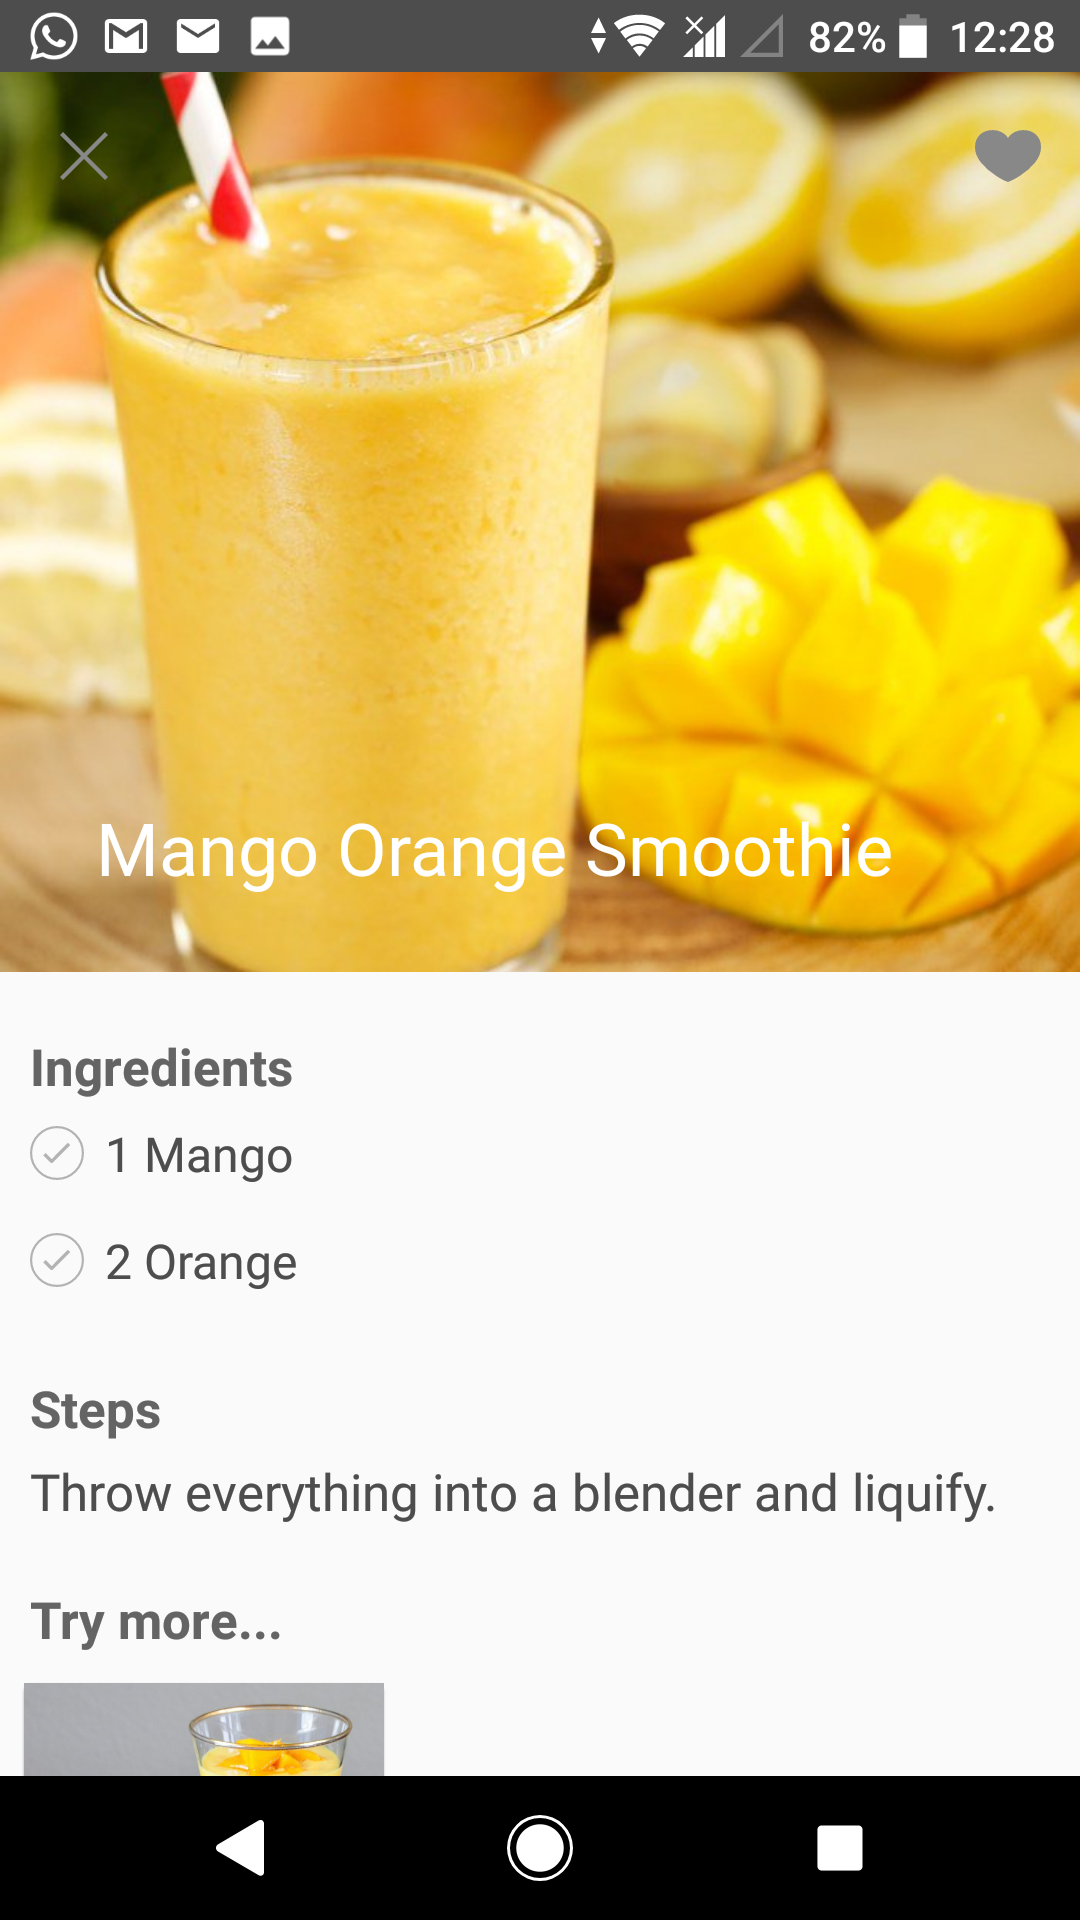 82% 12:28
Mango Orange Smoothie
Ingredients
1 Mango
2 Orange
Steps
Throw everything into a blender and liquify.
Try more...